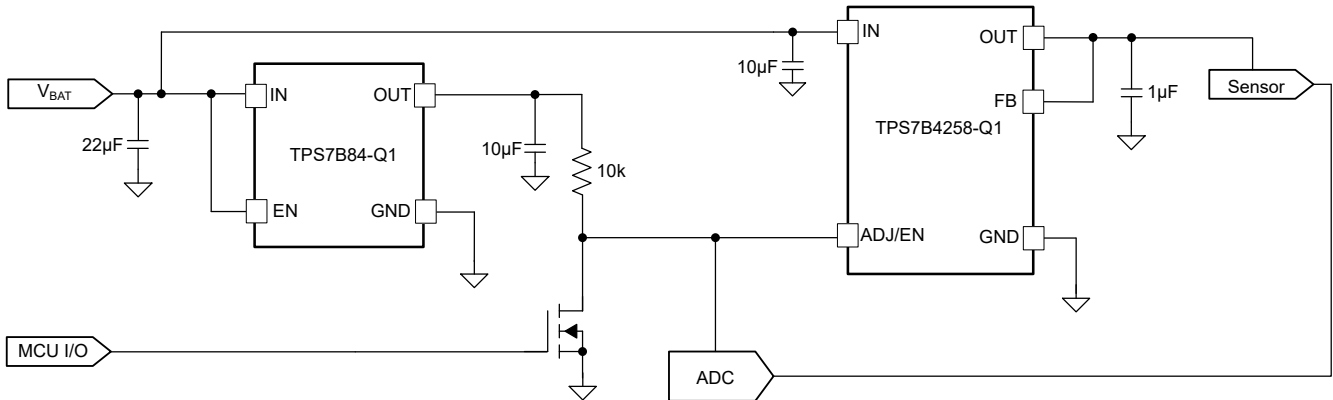 IN
OUT
10µF
V_BAT
Sensor
IN
OUT
FB
1µF
TPS7B4258-Q1
22µF
10µF
TPS7B84-Q1
10k
EN
GND
ADJ/EN
GND
MCU I/O
ADC